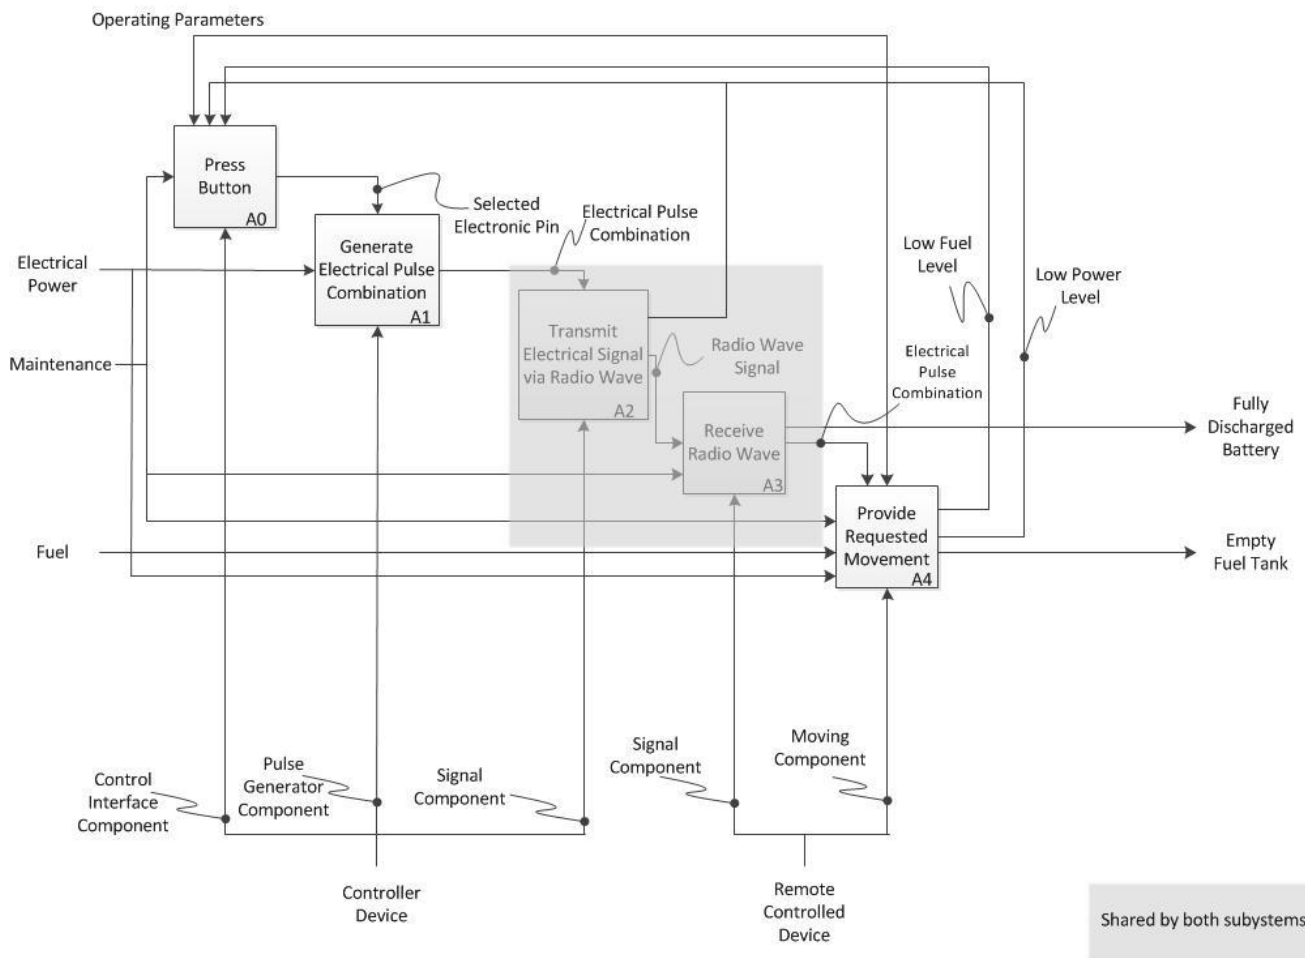 Operating Parameters
Press
Button
A0
Selected
Electronic Pin
Electrical Pulse
Combination
Electrical
Power
Generate
Electrical Pulse
Combination
A1
Low Fuel
Level
Low Power
Level
Transmit
Electrical Signal
via Radio Wave
A2
Radio Wave
Signal
Electrical
Pulse
Combination
Maintenance
Receive
Radio Wave
A3
Fully
Discharged
Battery
Provide
Requested
Movement
A4
Fuel
Empty
Fuel Tank
Control
Interface
Component
Pulse
Generator
Component
Signal
Component
Signal
Component
Moving
Component
Controller
Device
Remote
Controlled
Device
Shared by both subystems